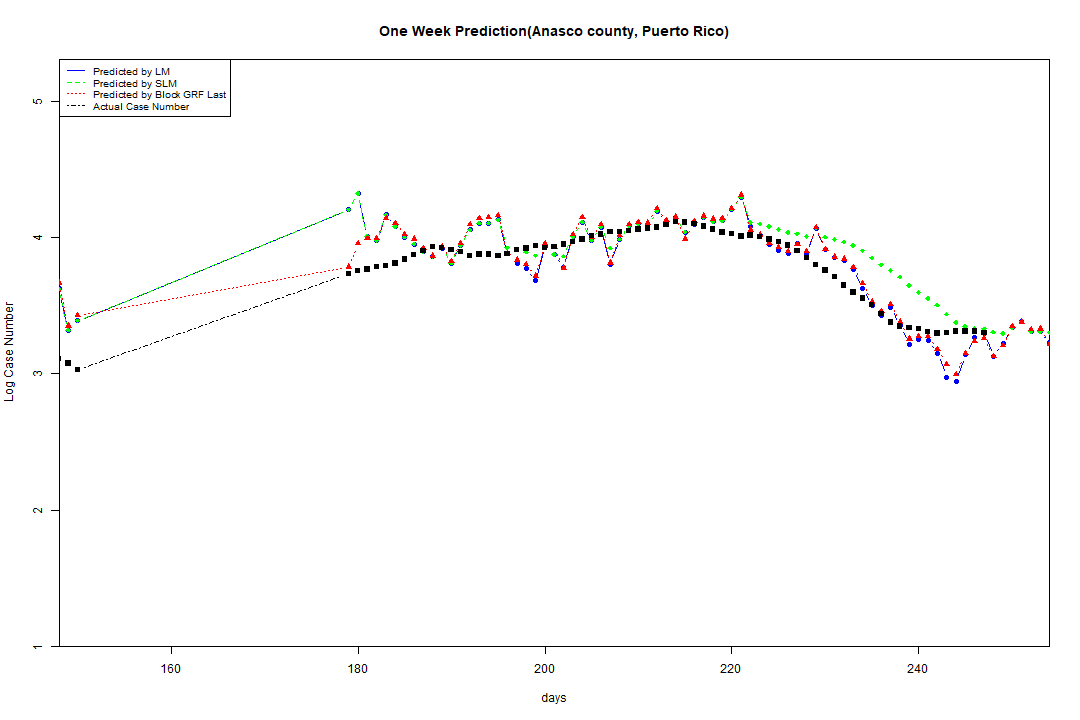 One Week Prediction(Anasco county, Puerto Rico)
Predicted by LM
Predicted by SLM
Predicted by Block GRF Last
Actual Case Number
5
4
3
2
1
Log Case Number
160 180 200 220 240
days